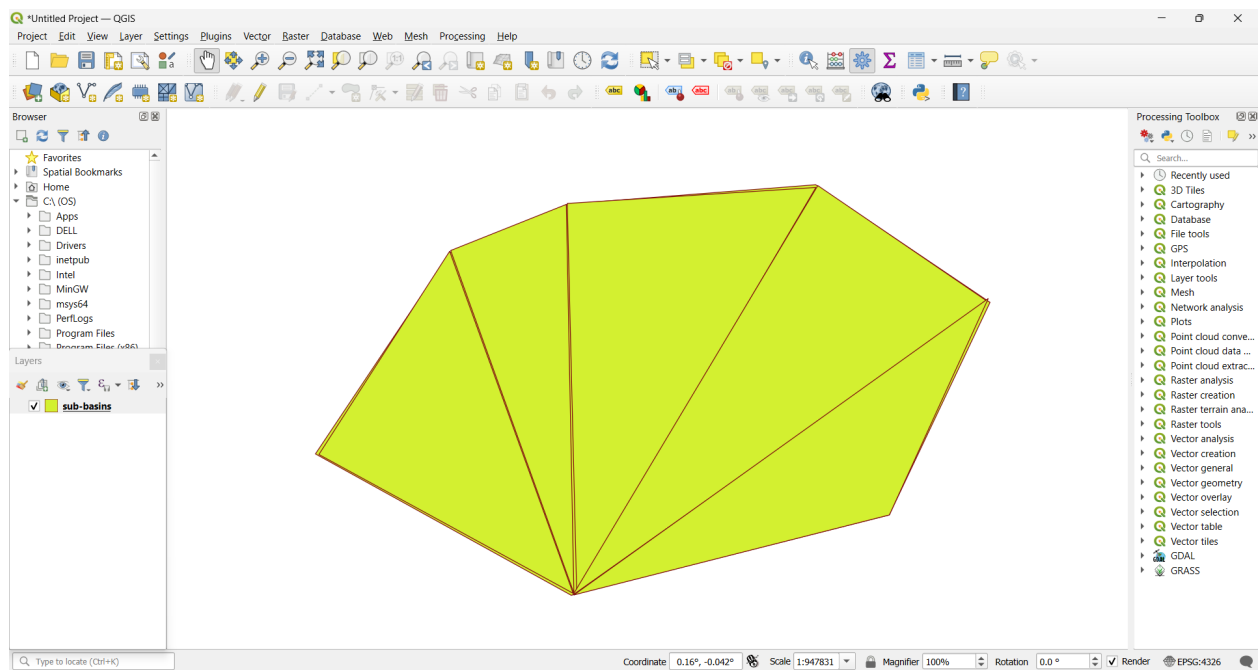 *Untitled Project — QGIS
Project Edit View Layer Settings Plugins Vector Raster Database Web Mesh Processing Help
Browser
Favorites
Spatial Bookmarks
Home
C:\ (OS)
Apps
DELL
Drivers
inetpub
Intel
MinGW
msys64
PerfLogs
Program Files
Program Files (x86)
Layers
sub-basins
Processing Toolbox
Search...
Recently used
3D Tiles
Cartography
Database
File tools
GPS
Interpolation
Layer tools
Mesh
Network analysis
Plots
Point cloud conve...
Point cloud data ...
Point cloud extrac...
Raster analysis
Raster creation
Raster terrain ana...
Raster tools
Vector analysis
Vector creation
Vector general
Vector geometry
Vector overlay
Vector selection
Vector table
Vector tiles
GDAL
GRASS
Type to locate (Ctrl+K)
Coordinate 0.16°, -0.042° Scale 1:947831 Magnifier 100% Rotation 0.0 ° Render EPSG:4326